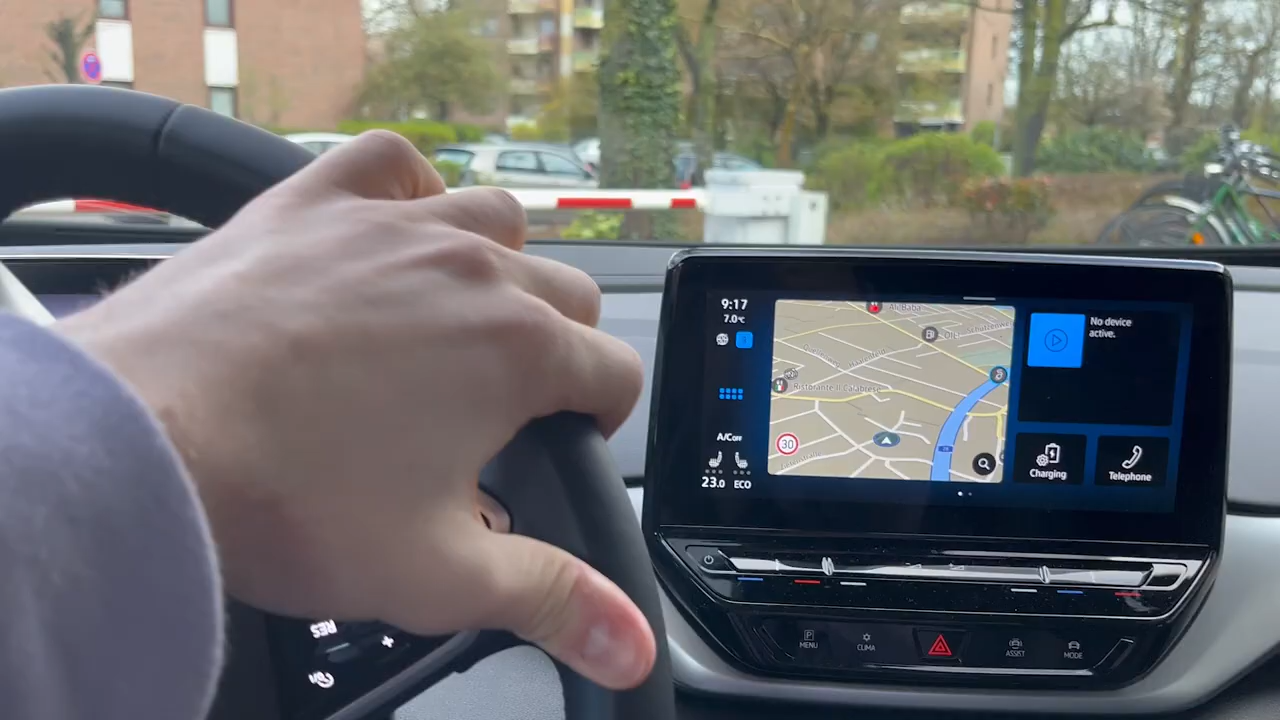 9:17
7.0°C
Ali Baba
No device
active.
Ristorante Il Calabrese
30
A/C OFF
23.0
ECO
Charging
Telephone
RES
+
P
MENU
CLIMA
ASSIST
MODE